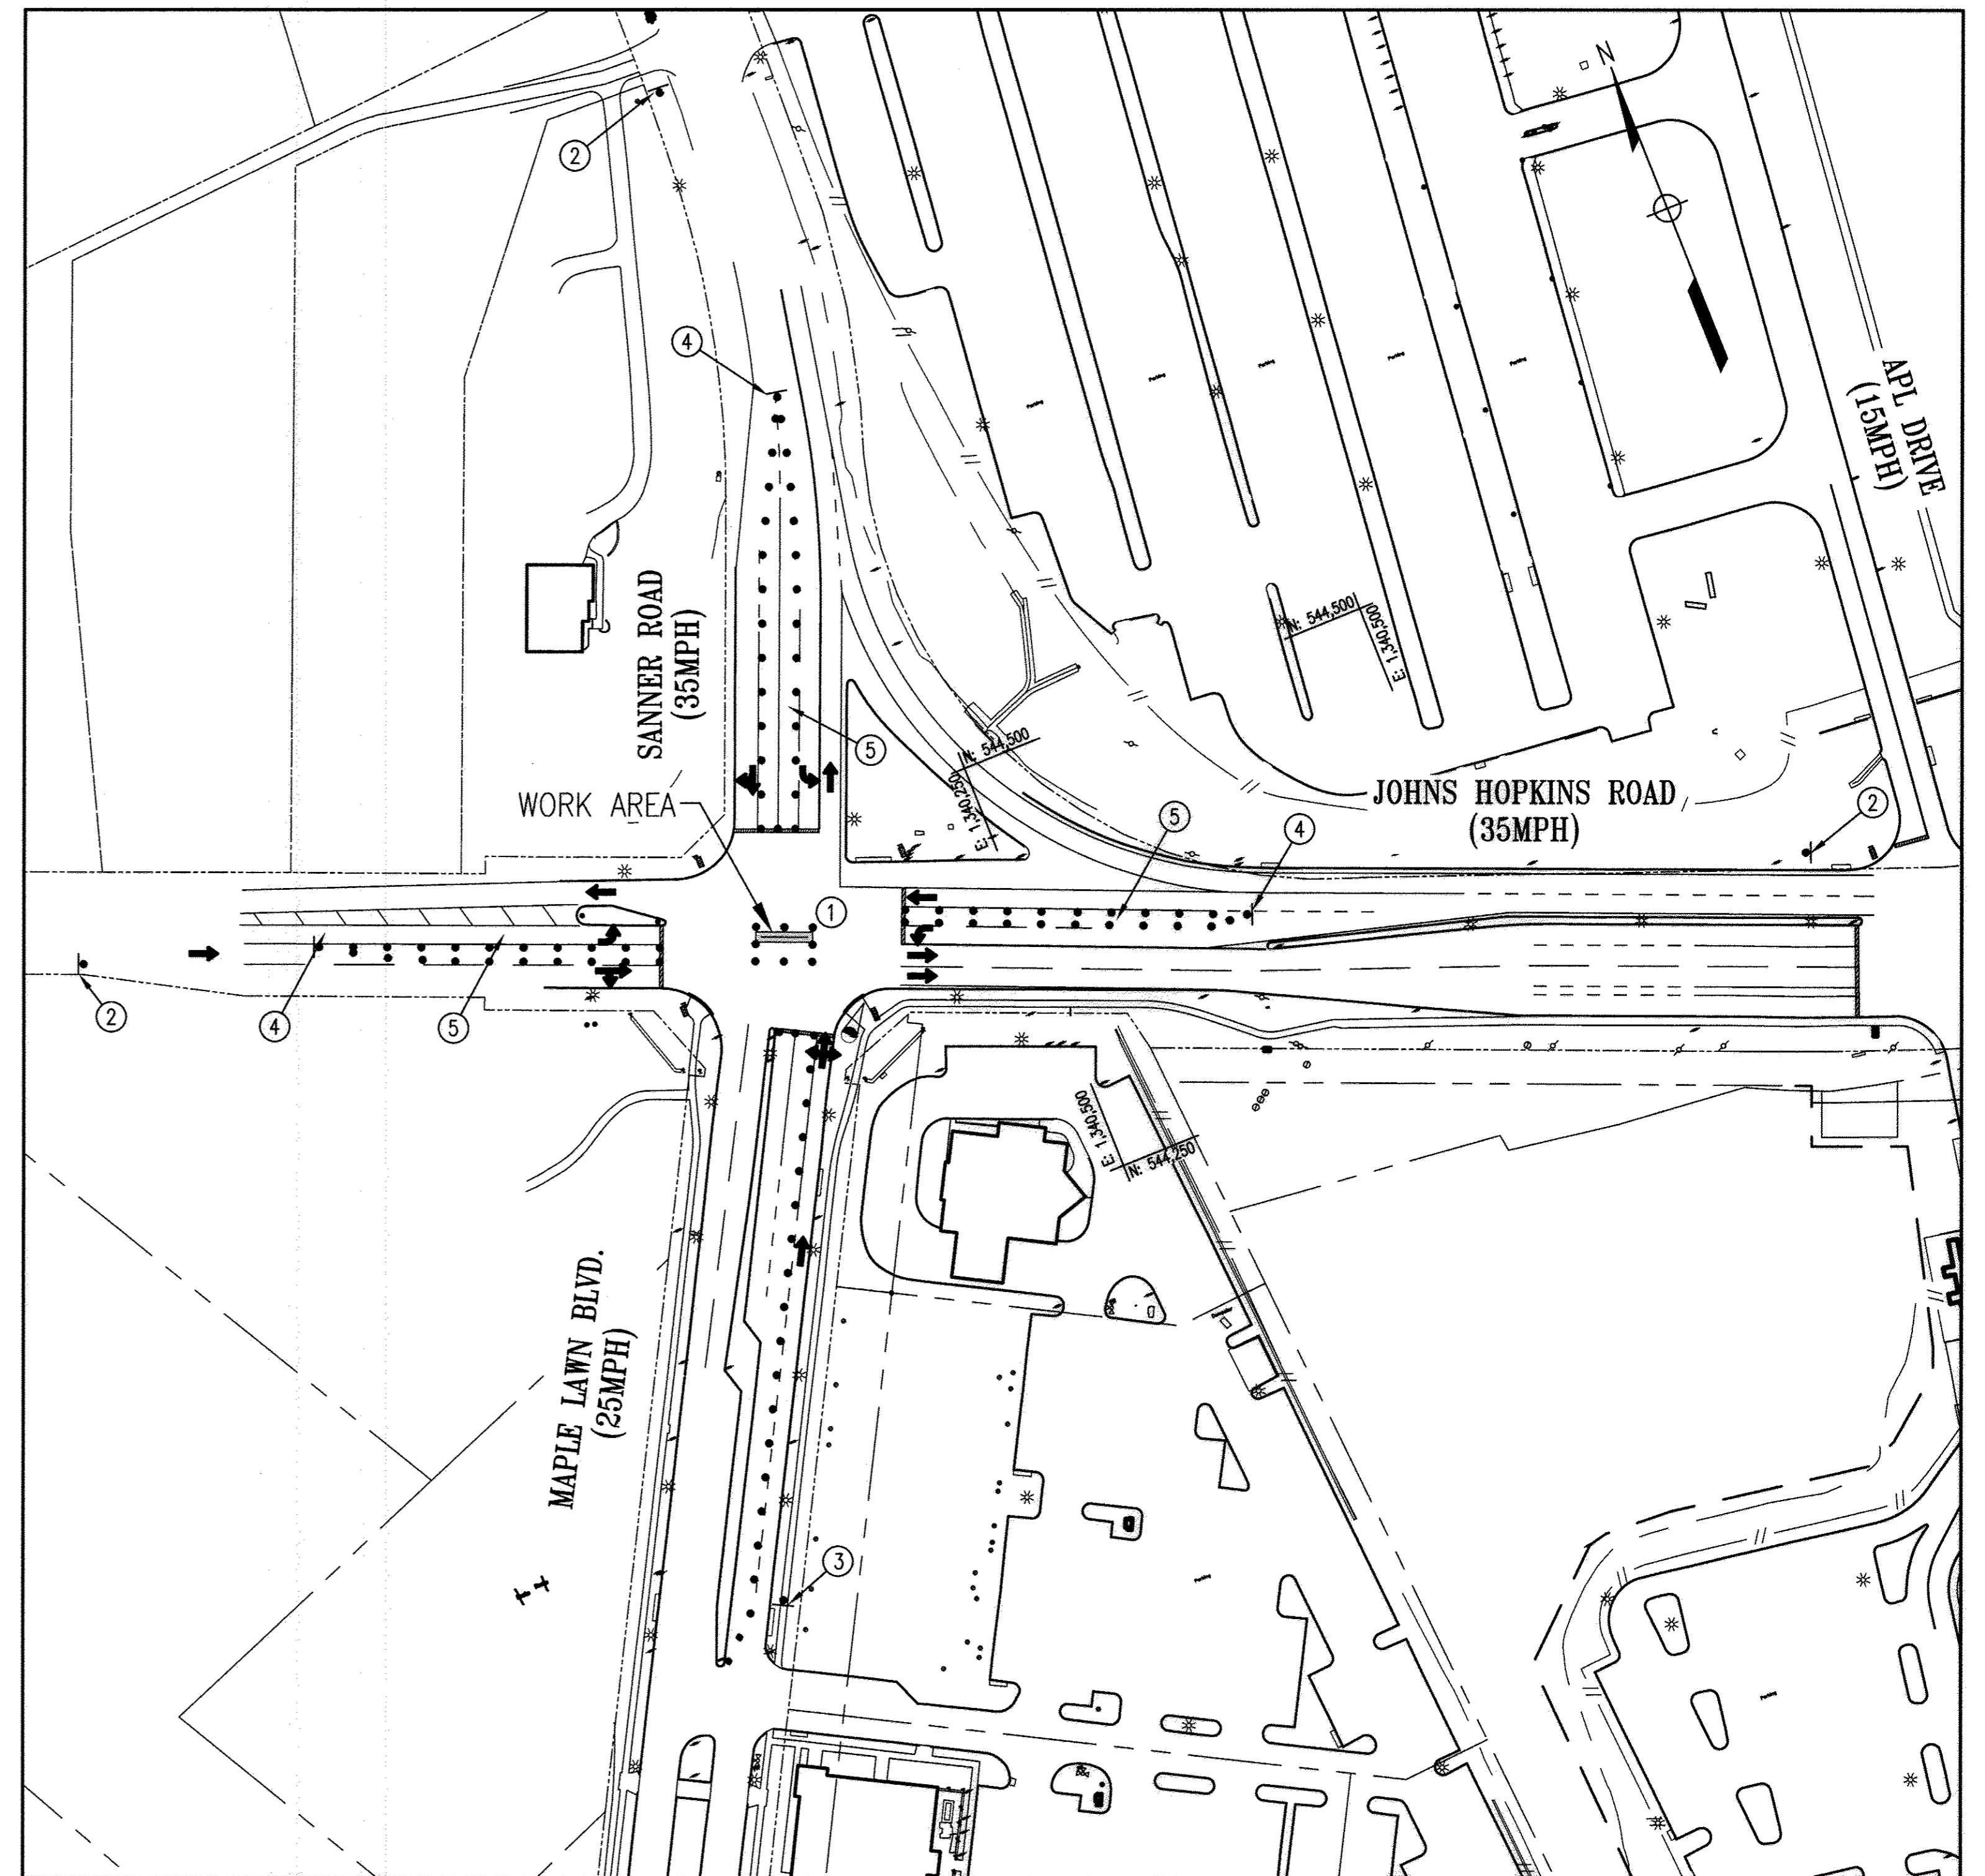 N
2
4
APL DRIVE
(15MPH)
SANNER ROAD
(35MPH)
N: 544,500
E: 1,340,500
5
N: 544,500
E: 1,340,250
WORK AREA
JOHNS HOPKINS ROAD
(35MPH)
2
5
4
1
2
4
5
E: 1,340,500
N: 544,250
MAPLE LAWN BLVD.
(25MPH)
3